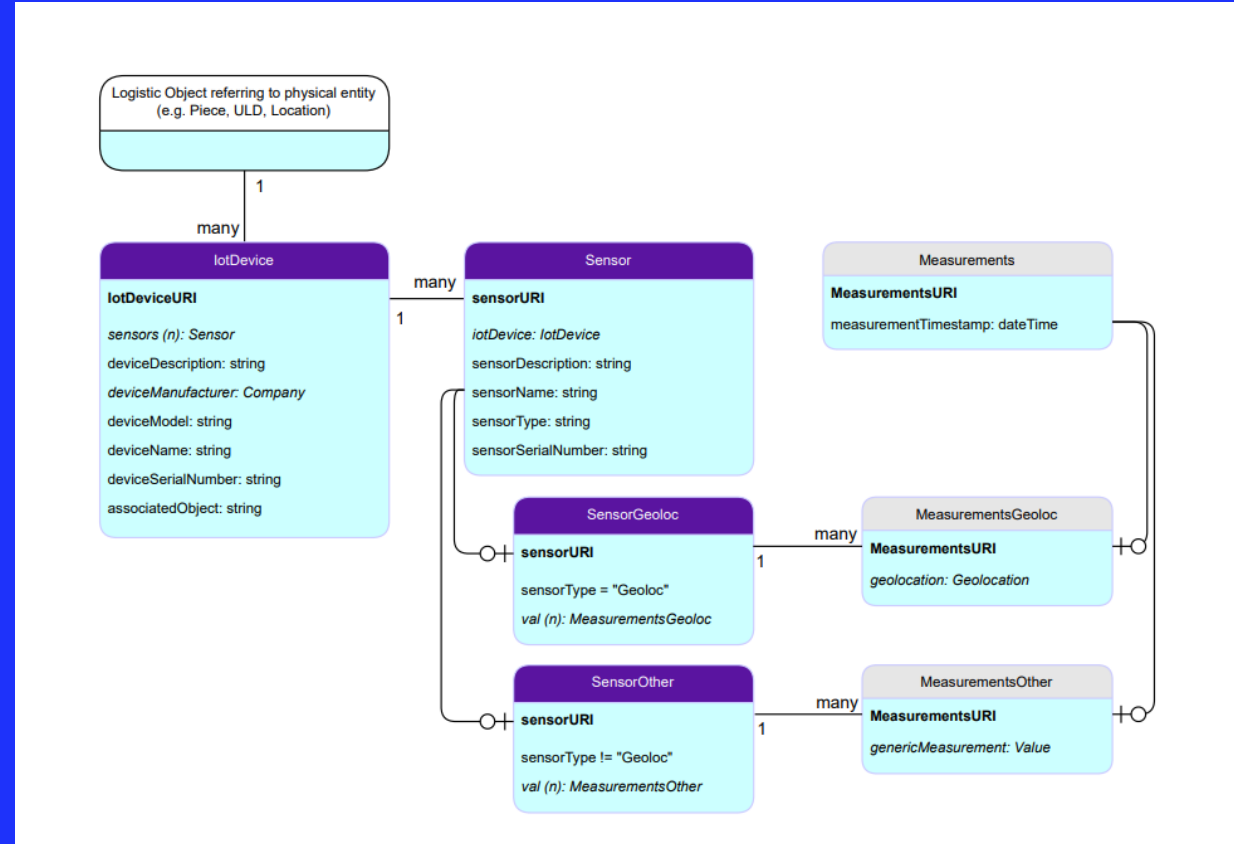 Logistic Object referring to physical entity
(e.g. Piece, ULD, Location)
1
many
IotDevice
IotDeviceURI
sensors (n): Sensor
deviceDescription: string
deviceManufacturer: Company
deviceModel: string
deviceName: string
deviceSerialNumber: string
associatedObject: string
many
1
Sensor
sensorURI
iotDevice: IotDevice
sensorDescription: string
sensorName: string
sensorType: string
sensorSerialNumber: string
Measurements
MeasurementsURI
measurementTimestamp: dateTime
SensorGeoloc
sensorURI
sensorType = "Geoloc"
val (n): MeasurementsGeoloc
many
1
MeasurementsGeoloc
MeasurementsURI
geolocation: Geolocation
SensorOther
sensorURI
sensorType != "Geoloc"
val (n): MeasurementsOther
many
1
MeasurementsOther
MeasurementsURI
genericMeasurement: Value